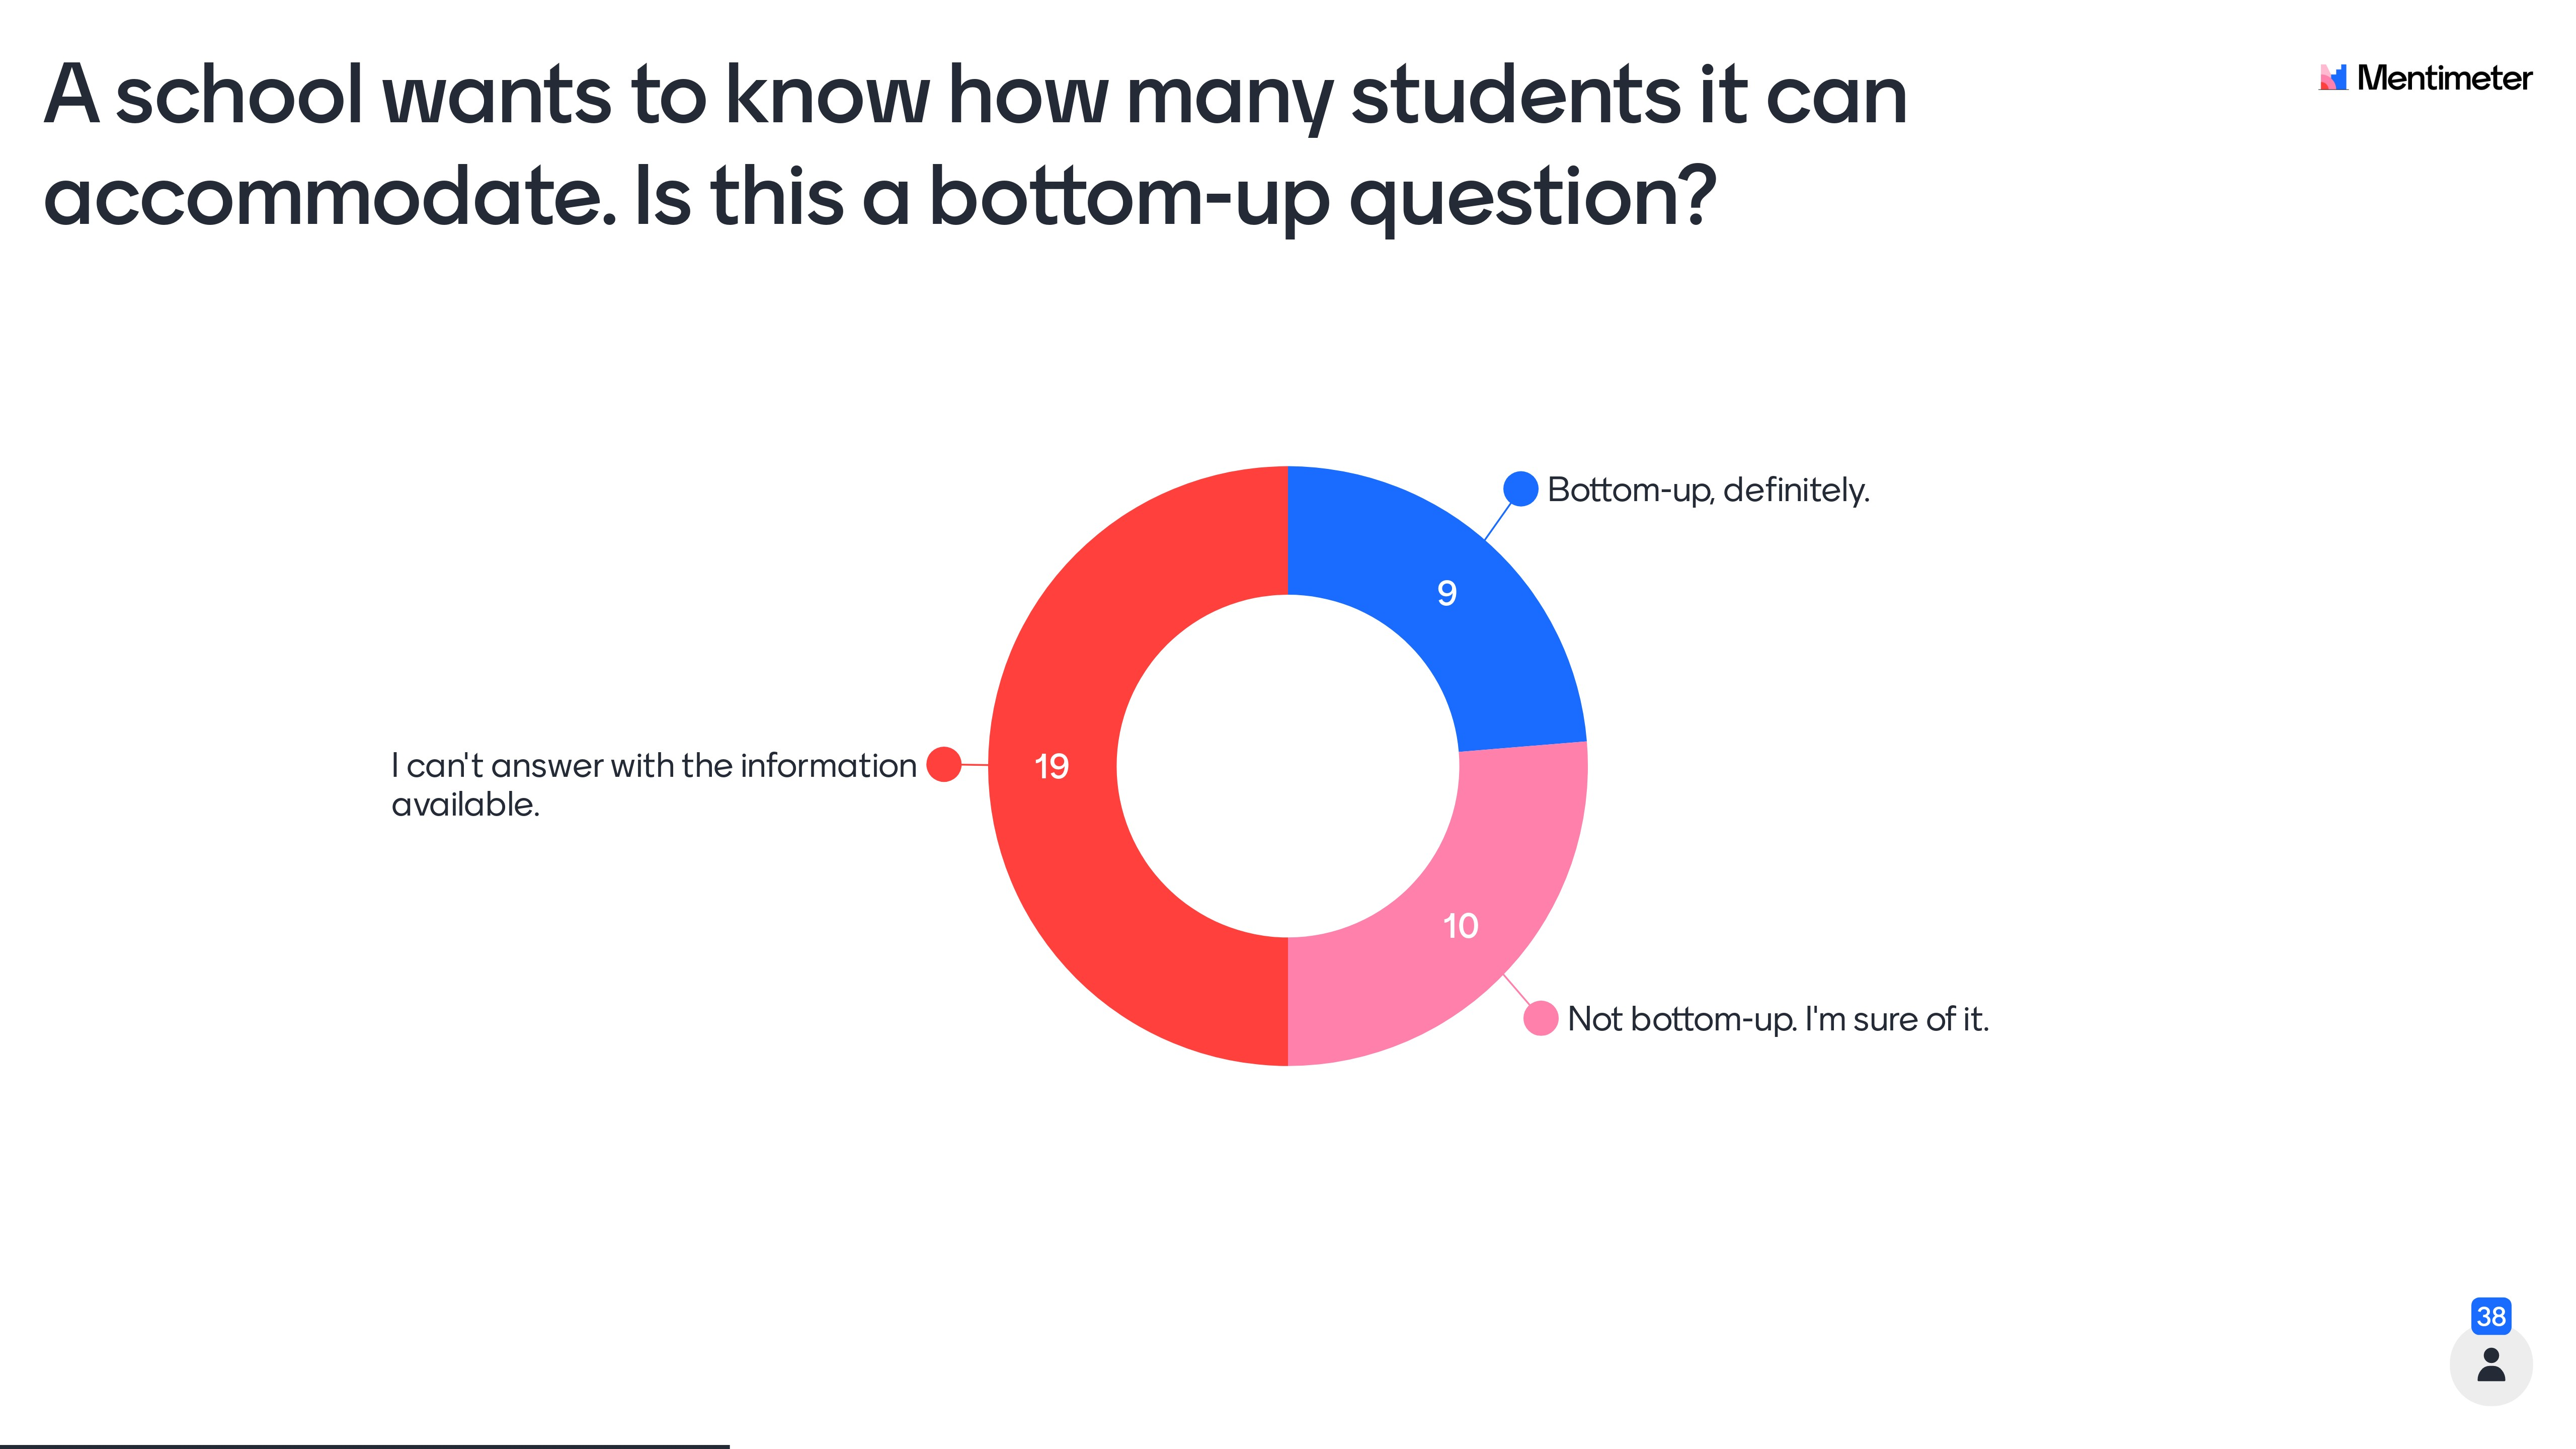 A school wants to know how many students it can
accommodate. Is this a bottom-up question?
Mentimeter
Bottom-up, definitely.
9
I can't answer with the information
available.
19
10
Not bottom-up. I'm sure of it.
38